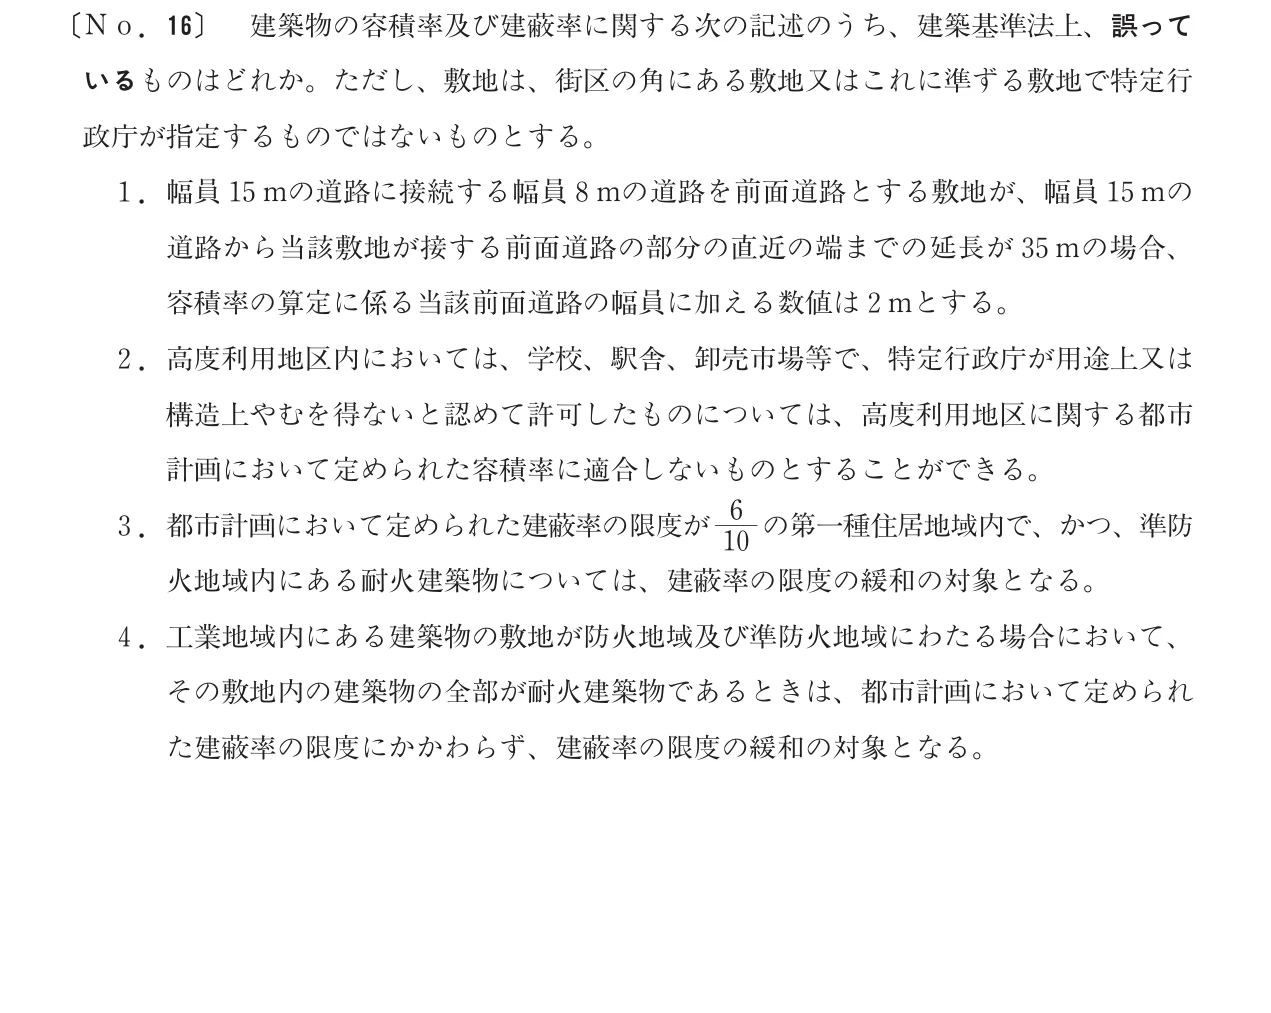 〔Ｎｏ．16〕　建築物の容積率及び建蔽率に関する次の記述のうち、建築基準法上、誤って
いるものはどれか。ただし、敷地は、街区の角にある敷地又はこれに準ずる敷地で特定行
政庁が指定するものではないものとする。
１．幅員 15 mの道路に接続する幅員 8 mの道路を前面道路とする敷地が、幅員 15 mの
道路から当該敷地が接する前面道路の部分の直近の端までの延長が 35 mの場合、
容積率の算定に係る当該前面道路の幅員に加える数値は 2 mとする。
２．高度利用地区内においては、学校、駅舎、卸売市場等で、特定行政庁が用途上又は
構造上やむを得ないと認めて許可したものについては、高度利用地区に関する都市
計画において定められた容積率に適合しないものとすることができる。
３．都市計画において定められた建蔽率の限度が 6/10 の第一種住居地域内で、かつ、準防
火地域内にある耐火建築物については、建蔽率の限度の緩和の対象となる。
４．工業地域内にある建築物の敷地が防火地域及び準防火地域にわたる場合において、
その敷地内の建築物の全部が耐火建築物であるときは、都市計画において定められ
た建蔽率の限度にかかわらず、建蔽率の限度の緩和の対象となる。